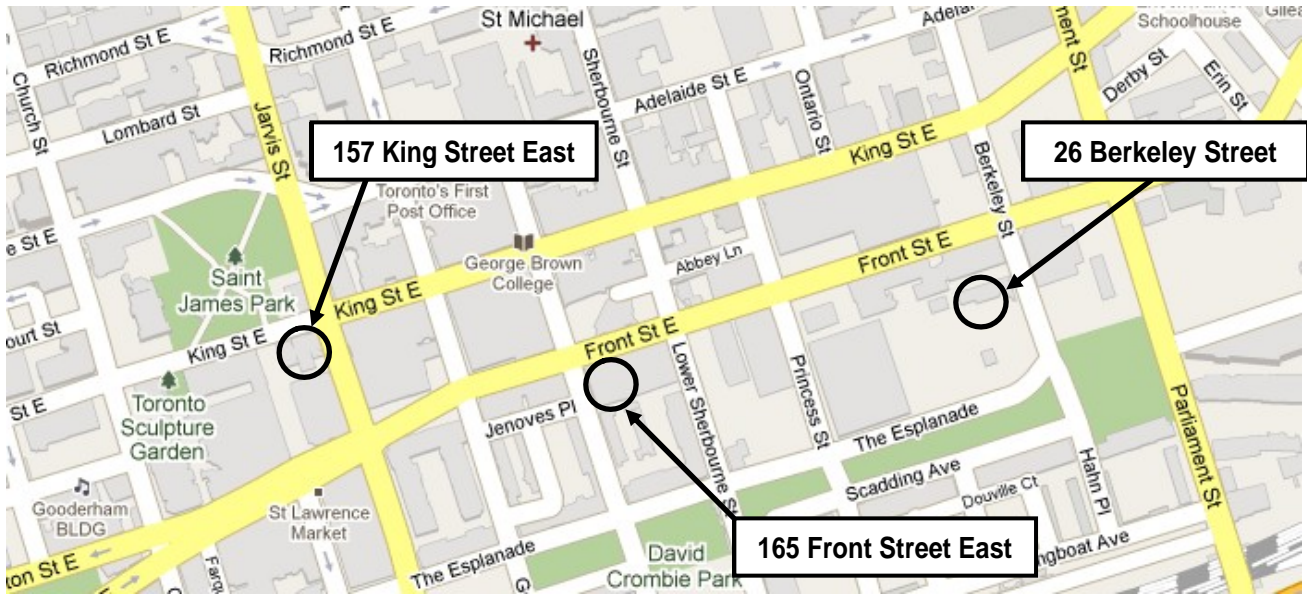 Richmond St E
Richmond St E
St Michael
Adelaide E
Schoolhouse
Church St
Lombard St
Jarvis St
Sherbourne St
Adelaide St E
Ontario St
Derby St
Erin St
157 King Street East
26 Berkeley Street
King St E
Berkeley St
Toronto's First
Post Office
Saint
James Park
George Brown
College
Abbey Ln
Front St E
King St E
King St E
Front St E
Toronto
Sculpture
Garden
Jenoves Pl
Lower Sherbourne St
Princess St
The Esplanade
Parliament St
Scadding Ave
Douville Ct
Hahn Pl
Gooderham
BLDG
St Lawrence
Market
165 Front Street East
The Esplanade
David
Crombie Park